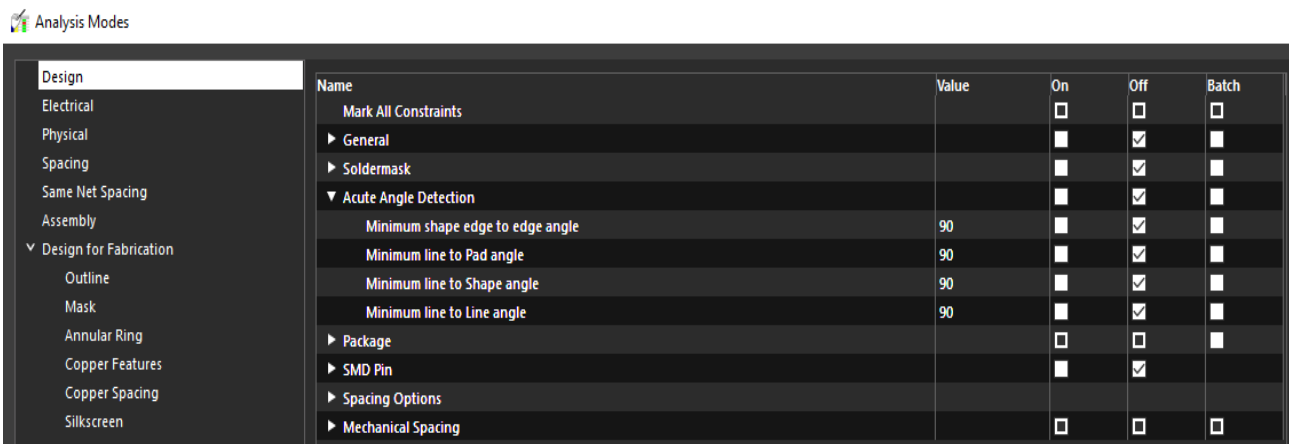 Analysis Modes
Design
Electrical
Physical
Spacing
Same Net Spacing
Assembly
Design for Fabrication
Outline
Mask
Annular Ring
Copper Features
Copper Spacing
Silkscreen
Name Value On Off Batch
Mark All Constraints
General
Soldermask
Acute Angle Detection
Minimum shape edge to edge angle 90
Minimum line to Pad angle 90
Minimum line to Shape angle 90
Minimum line to Line angle 90
Package
SMD Pin
Spacing Options
Mechanical Spacing